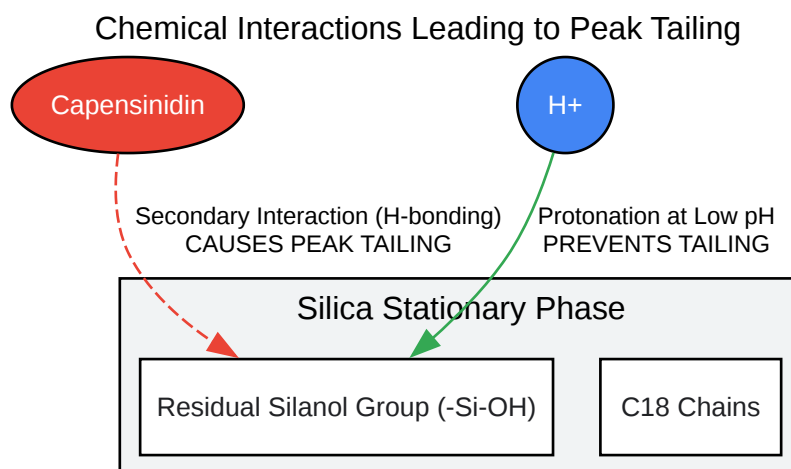 Chemical Interactions Leading to Peak Tailing
Capensinidin
H+
Secondary Interaction (H-bonding)
CAUSES PEAK TAILING
Protonation at Low pH
PREVENTS TAILING
Silica Stationary Phase
Residual Silanol Group (-Si-OH)
C18 Chains